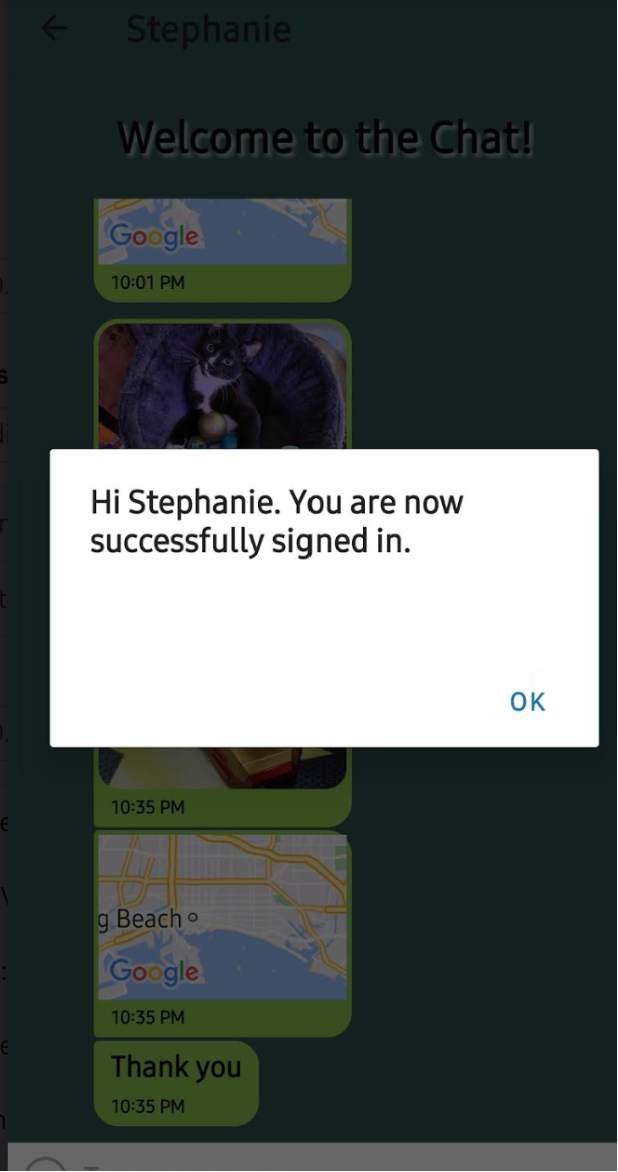 Stephanie
Welcome to the Chat!
Google
10:01 PM
Hi Stephanie. You are now
successfully signed in.
OK
10:35 PM
g Beach
Google
10:35 PM
Thank you
10:35 PM